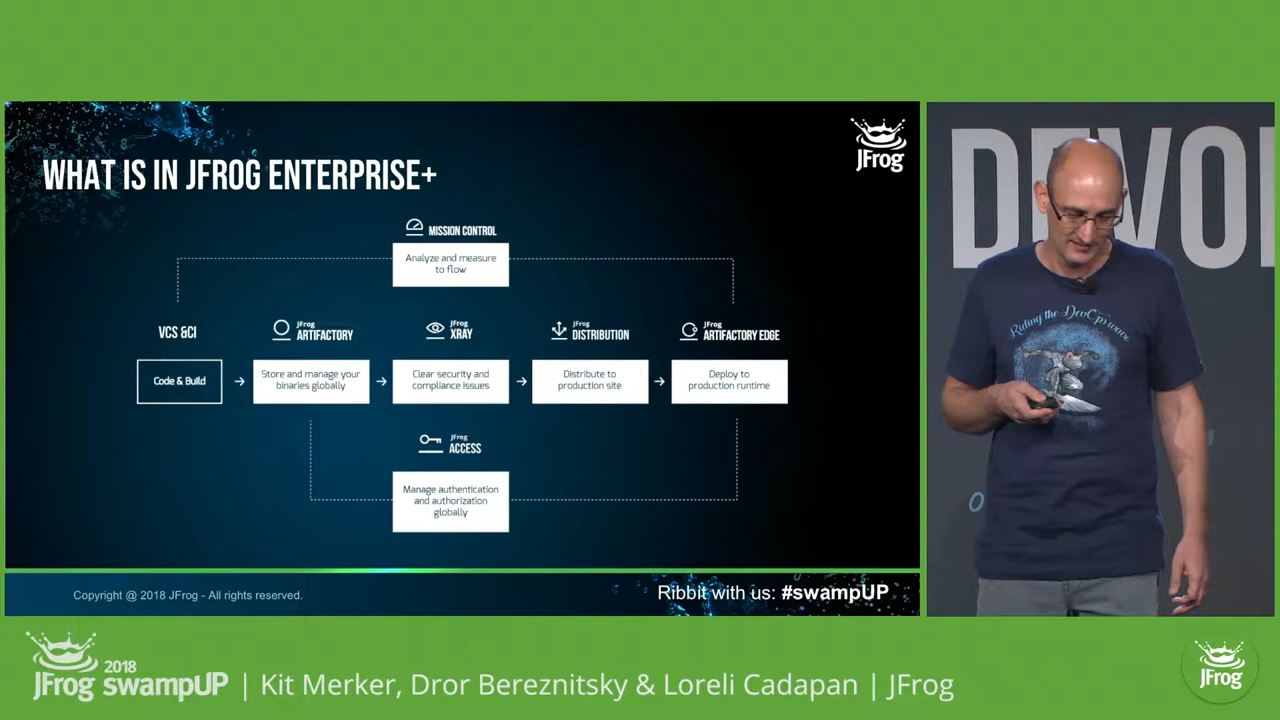 WHAT IS IN JFROG ENTERPRISE+
JFrog
MISSION CONTROL
Analyze and measure
to flow
VCS &CI
JFrog
ARTIFACTORY
JFrog
XRAY
JFrog
DISTRIBUTION
JFrog
ARTIFACTORY EDGE
Code & Build
Store and manage your
binaries globally
Clear security and
compliance issues
Distribute to
production site
Deploy to
production runtime
JFrog
ACCESS
Manage authentication
and authorization
globally
Copyright @ 2018 JFrog - All rights reserved.
Ribbit with us: #swampUP
DEVO
Riding the DevOps wave
2018
JFrog swampUP | Kit Merker, Dror Bereznitsky & Loreli Cadapan | JFrog
JFrog